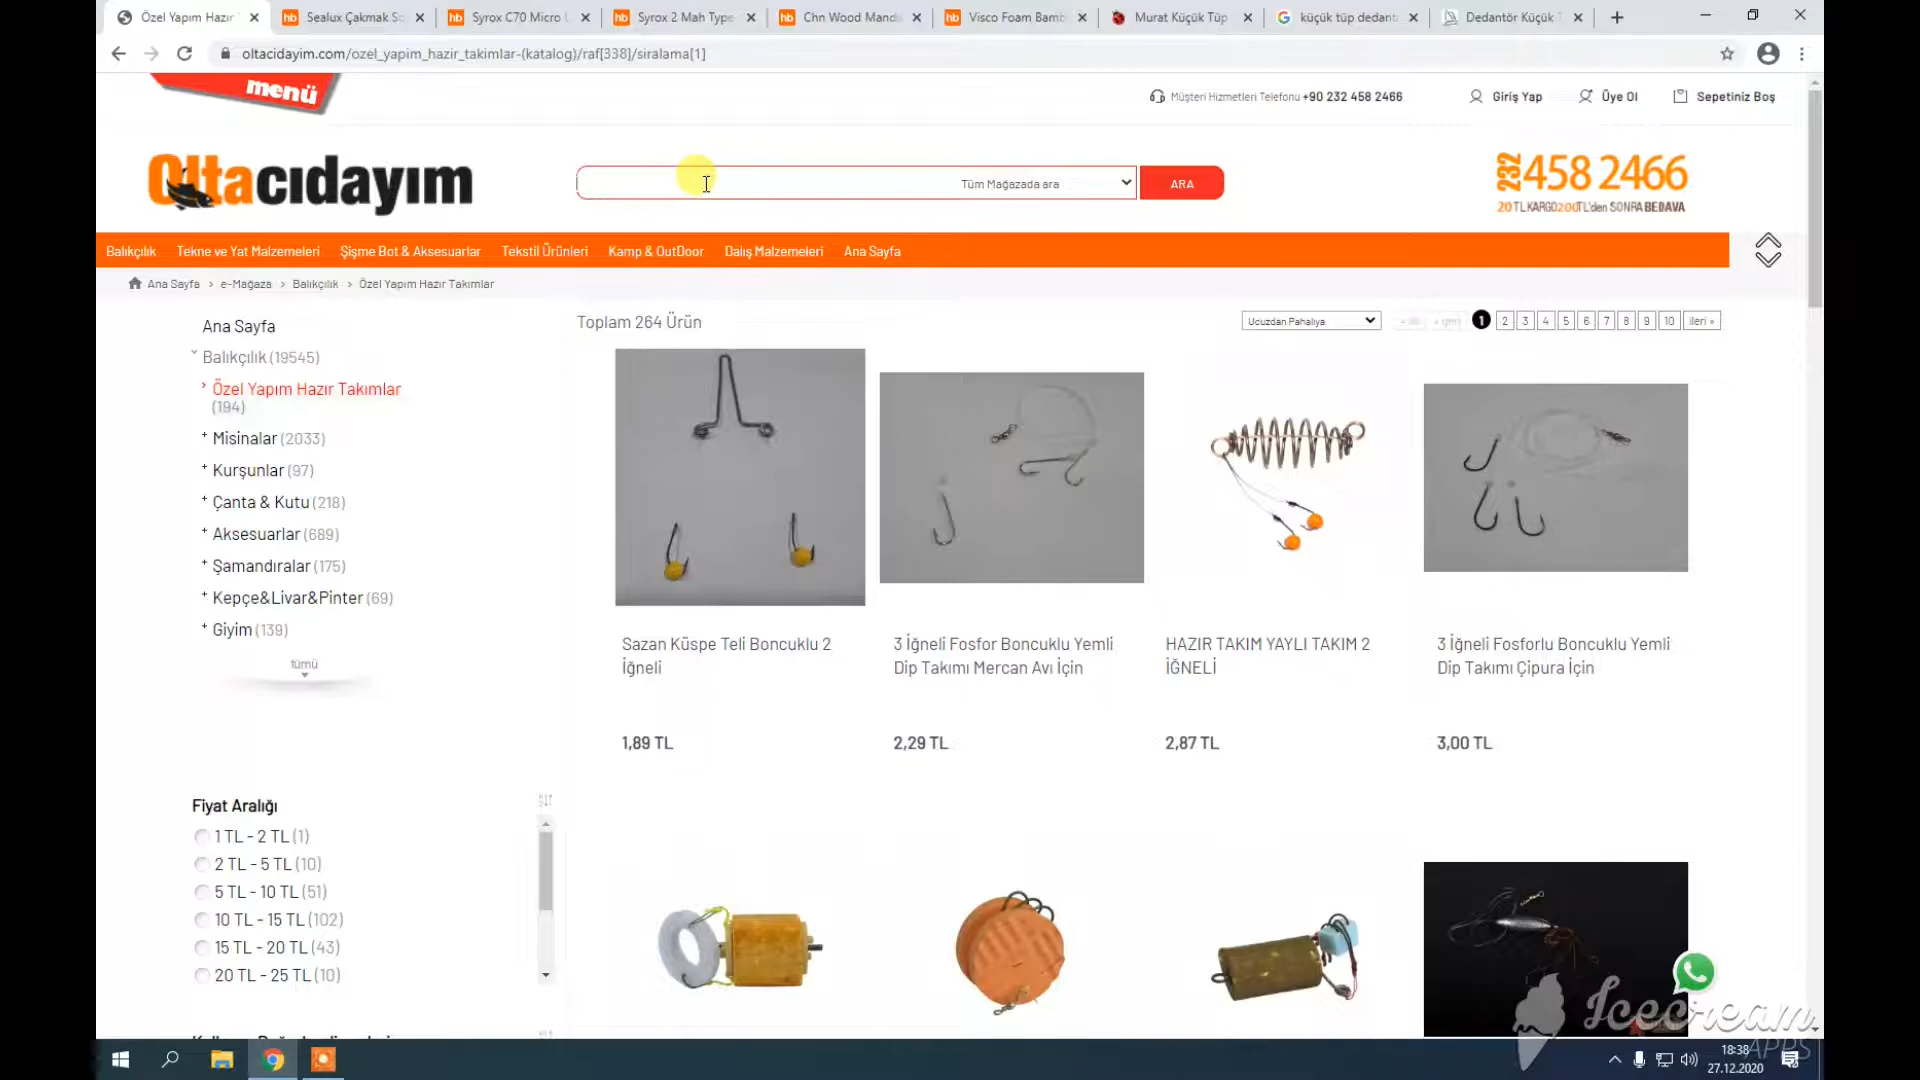 Özel Yapım Hazır
Sealux Çakmak So
Syrox C70 Micro U
Syrox 2 Mah Type
Chn Wood Mand
Visco Foam Bamb
Murat Küçük Tüp
küçük tüp dedant
Dedantör Küçük T
oltacidayim.com/ozel_yapim_hazir_takimlar-(katalog)/raf[338]/siralama[1]
menü
Müşteri Hizmetleri Telefonu +90 232 458 2466
Giriş Yap
Üye Ol
Sepetiniz Boş
Oltacıdayım
Tüm Mağazada ara
ARA
232 458 2466
20 TL KARGO 200 TL'den SONRA BEDAVA
Balıkçılık Tekne ve Yat Malzemeleri Şişme Bot & Aksesuarlar Tekstil Ürünleri Kamp & OutDoor Dalış Malzemeleri Ana Sayfa
Ana Sayfa › e-Mağaza › Balıkçılık › Özel Yapım Hazır Takımlar
Ana Sayfa
Balıkçılık (19545)
Özel Yapım Hazır Takımlar
(194)
Misinalar (2033)
Kurşunlar (97)
Çanta & Kutu (218)
Aksesuarlar (689)
Şamandıralar (175)
Kepçe&Livar&Pinter (69)
Giyim (139)
tümü
Toplam 264 Ürün
Ucuzdan Pahalıya
« geri 1 2 3 4 5 6 7 8 9 10 ileri »
Sazan Küspe Teli Boncuklu 2
İğneli
1,89 TL
3 İğneli Fosfor Boncuklu Yemli
Dip Takımı Mercan Avı İçin
2,29 TL
HAZIR TAKIM YAYLI TAKIM 2
İĞNELİ
2,87 TL
3 İğneli Fosforlu Boncuklu Yemli
Dip Takımı Çipura İçin
3,00 TL
Fiyat Aralığı
1 TL - 2 TL (1)
2 TL - 5 TL (10)
5 TL - 10 TL (51)
10 TL - 15 TL (102)
15 TL - 20 TL (43)
20 TL - 25 TL (10)
Icecream
APPS
18:38
27.12.2020